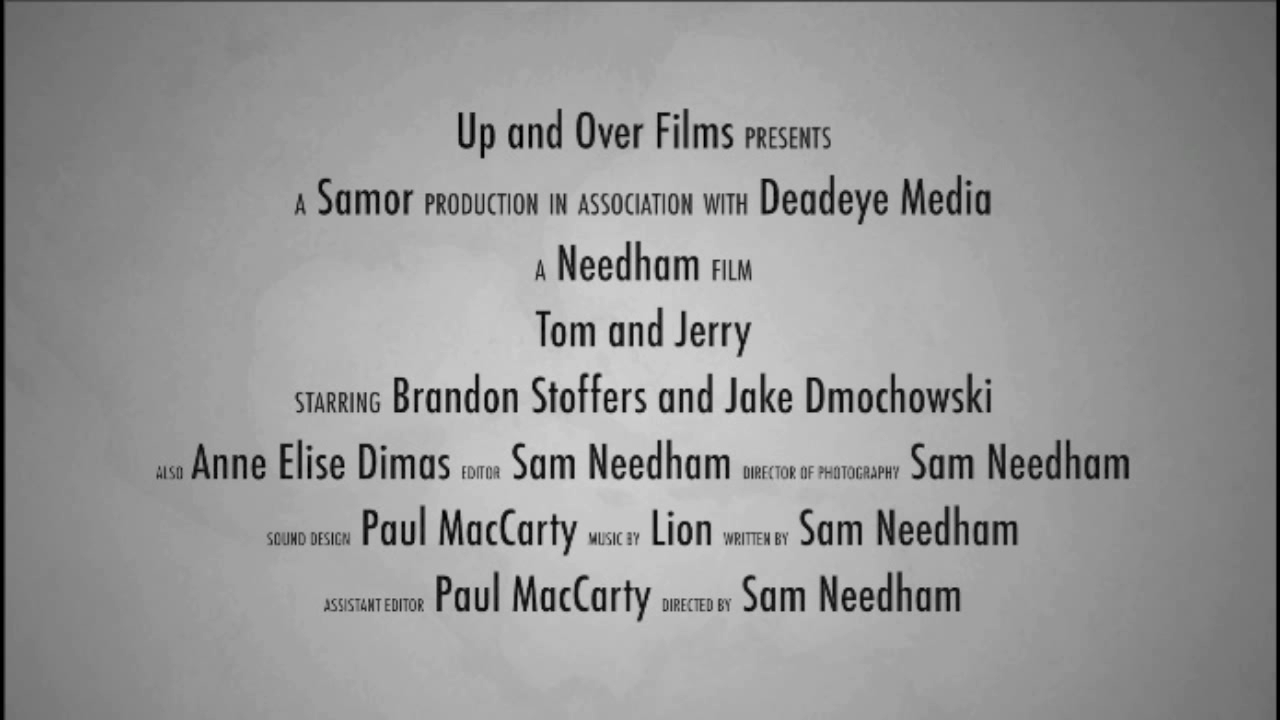 Up and Over Films PRESENTS
A Samor PRODUCTION IN ASSOCIATION WITH Deadeye Media
A Needham FILM
Tom and Jerry
STARRING Brandon Stoffers and Jake Dmochowski
ALSO Anne Elise Dimas EDITOR Sam Needham DIRECTOR OF PHOTOGRAPHY Sam Needham
SOUND DESIGN Paul MacCarty MUSIC BY Lion WRITTEN BY Sam Needham
ASSISTANT EDITOR Paul MacCarty DIRECTED BY Sam Needham